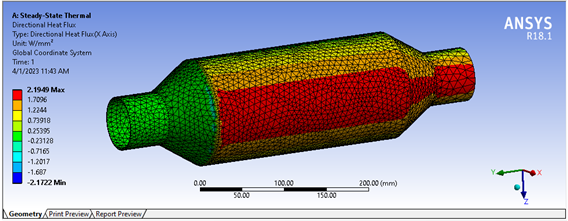 A: Steady-State Thermal
Directional Heat Flux
Type: Directional Heat Flux(X Axis)
Unit: W/mm²
Global Coordinate System
Time: 1
4/1/2023 11:43 AM
2.1949 Max
1.7096
1.2244
0.73918
0.25395
-0.23128
-0.7165
-1.2017
-1.687
-2.1722 Min
ANSYS
R18.1
0.00
100.00
200.00 (mm)
50.00
150.00
Y
X
Z
Geometry
Print Preview
Report Preview